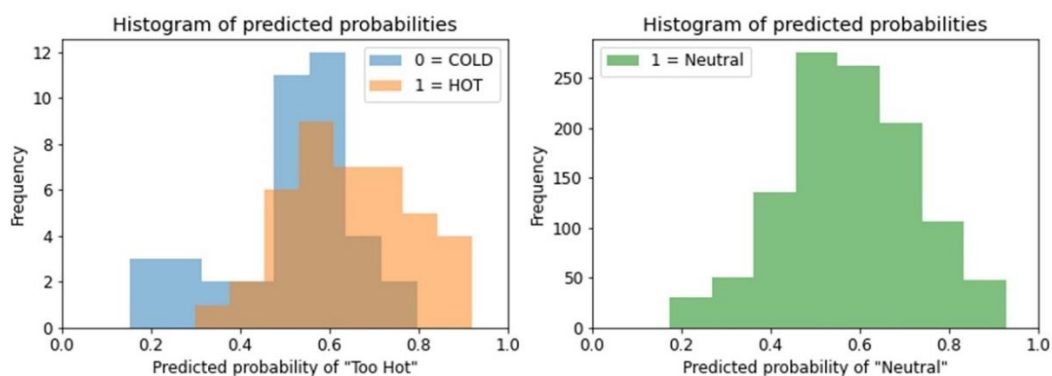 Histogram of predicted probabilities
12
10
8
6
4
2
0
Frequency
0 = COLD
1 = HOT
0.0 0.2 0.4 0.6 0.8 1.0
Predicted probability of "Too Hot"
Histogram of predicted probabilities
250
200
150
100
50
0
Frequency
1 = Neutral
0.0 0.2 0.4 0.6 0.8 1.0
Predicted probability of "Neutral"